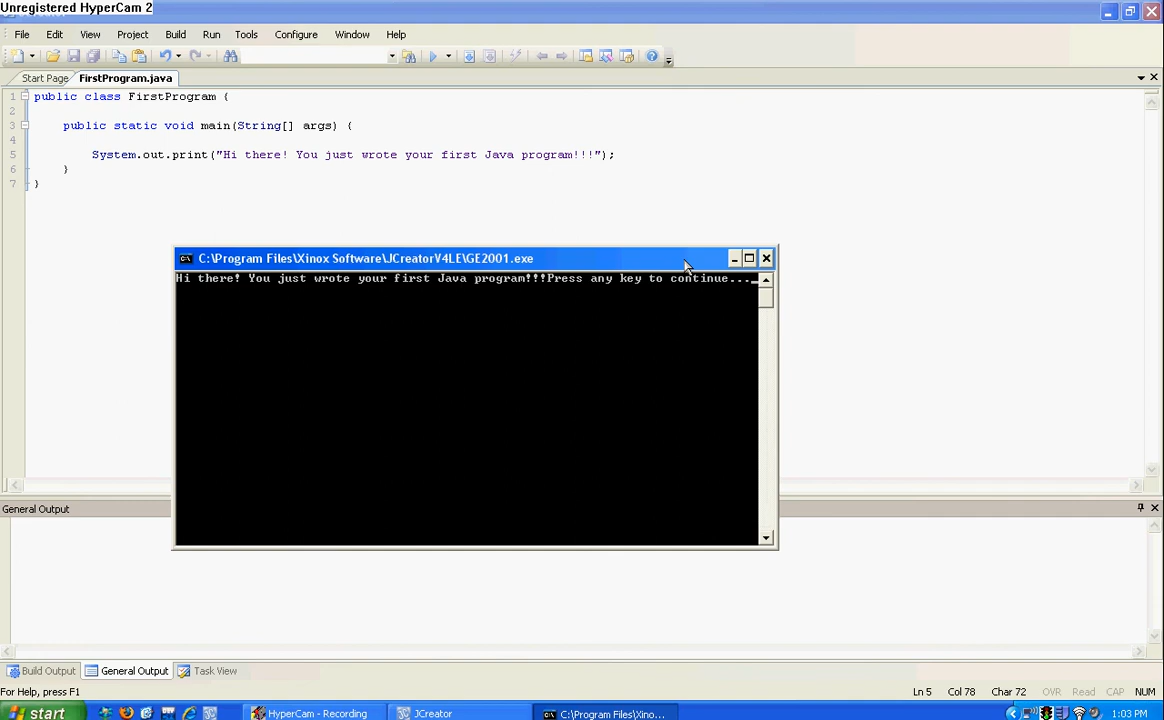 Unregistered HyperCam 2
File Edit View Project Build Run Tools Configure Window Help
Start Page FirstProgram.java
1 public class FirstProgram {
2
3 public static void main(String[] args) {
4
5 System.out.print("Hi there! You just wrote your first Java program!!!");
6 }
7 }
C:\Program Files\Xinox Software\JCreatorV4LE\GE2001.exe
Hi there! You just wrote your first Java program!!!Press any key to continue..._
General Output
Build Output General Output Task View
For Help, press F1 Ln 5 Col 78 Char 72 OVR Read CAP NUM
start HyperCam - Recording JCreator C:\Program Files\Xino... 1:03 PM